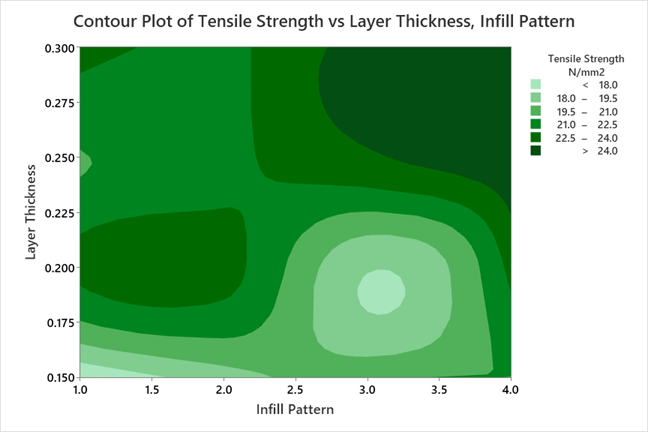 Contour Plot of Tensile Strength vs Layer Thickness, Infill Pattern
Tensile Strength
N/mm2
< 18.0
18.0 – 19.5
19.5 – 21.0
21.0 – 22.5
22.5 – 24.0
> 24.0
Layer Thickness
0.300
0.275
0.250
0.225
0.200
0.175
0.150
1.0 1.5 2.0 2.5 3.0 3.5 4.0
Infill Pattern